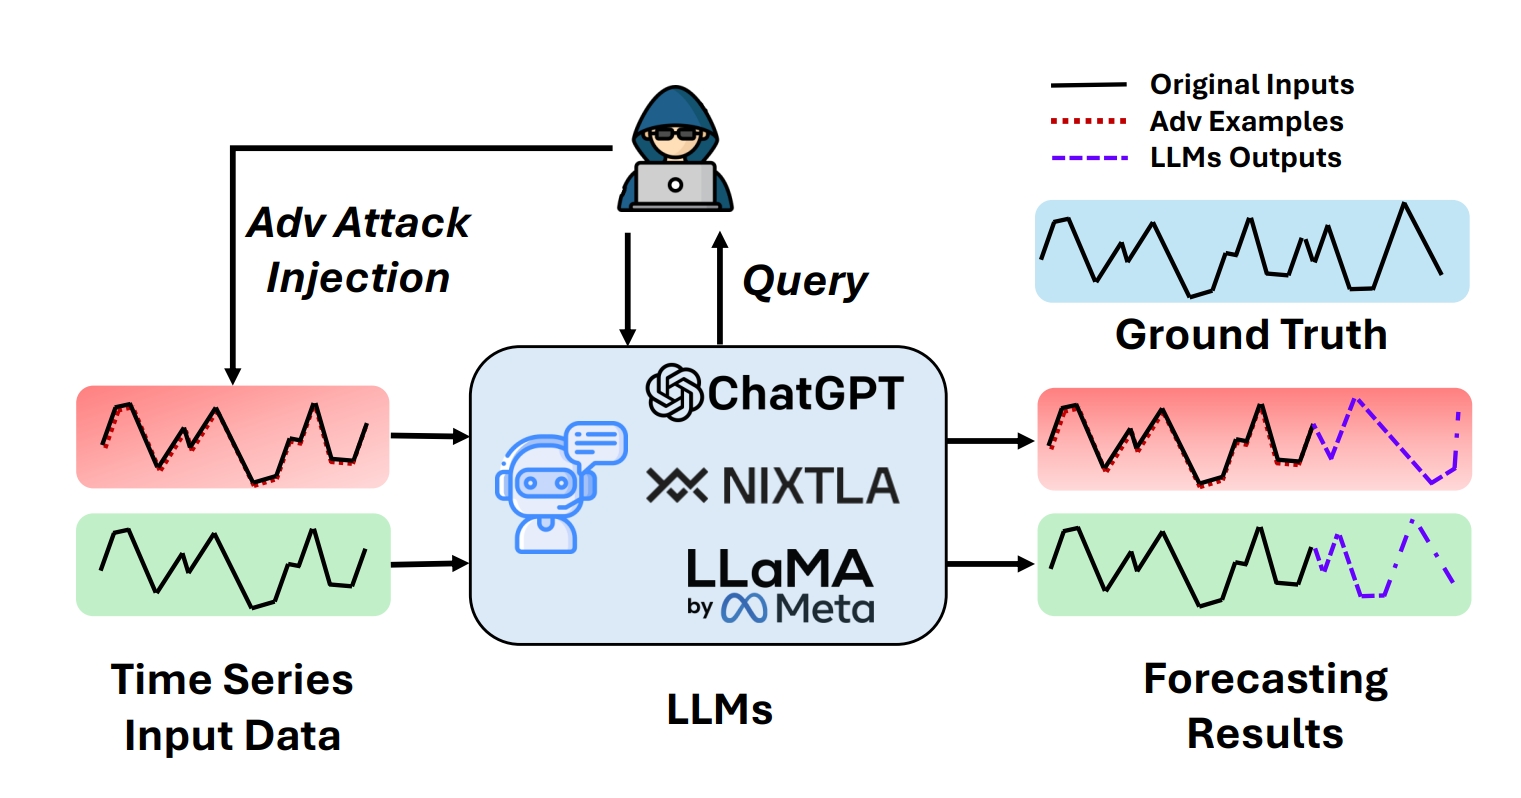 Original Inputs
Adv Examples
LLMs Outputs
Adv Attack
Injection
Query
Ground Truth
ChatGPT
NIXTLA
LLaMA
by Meta
Time Series
Input Data
LLMs
Forecasting
Results